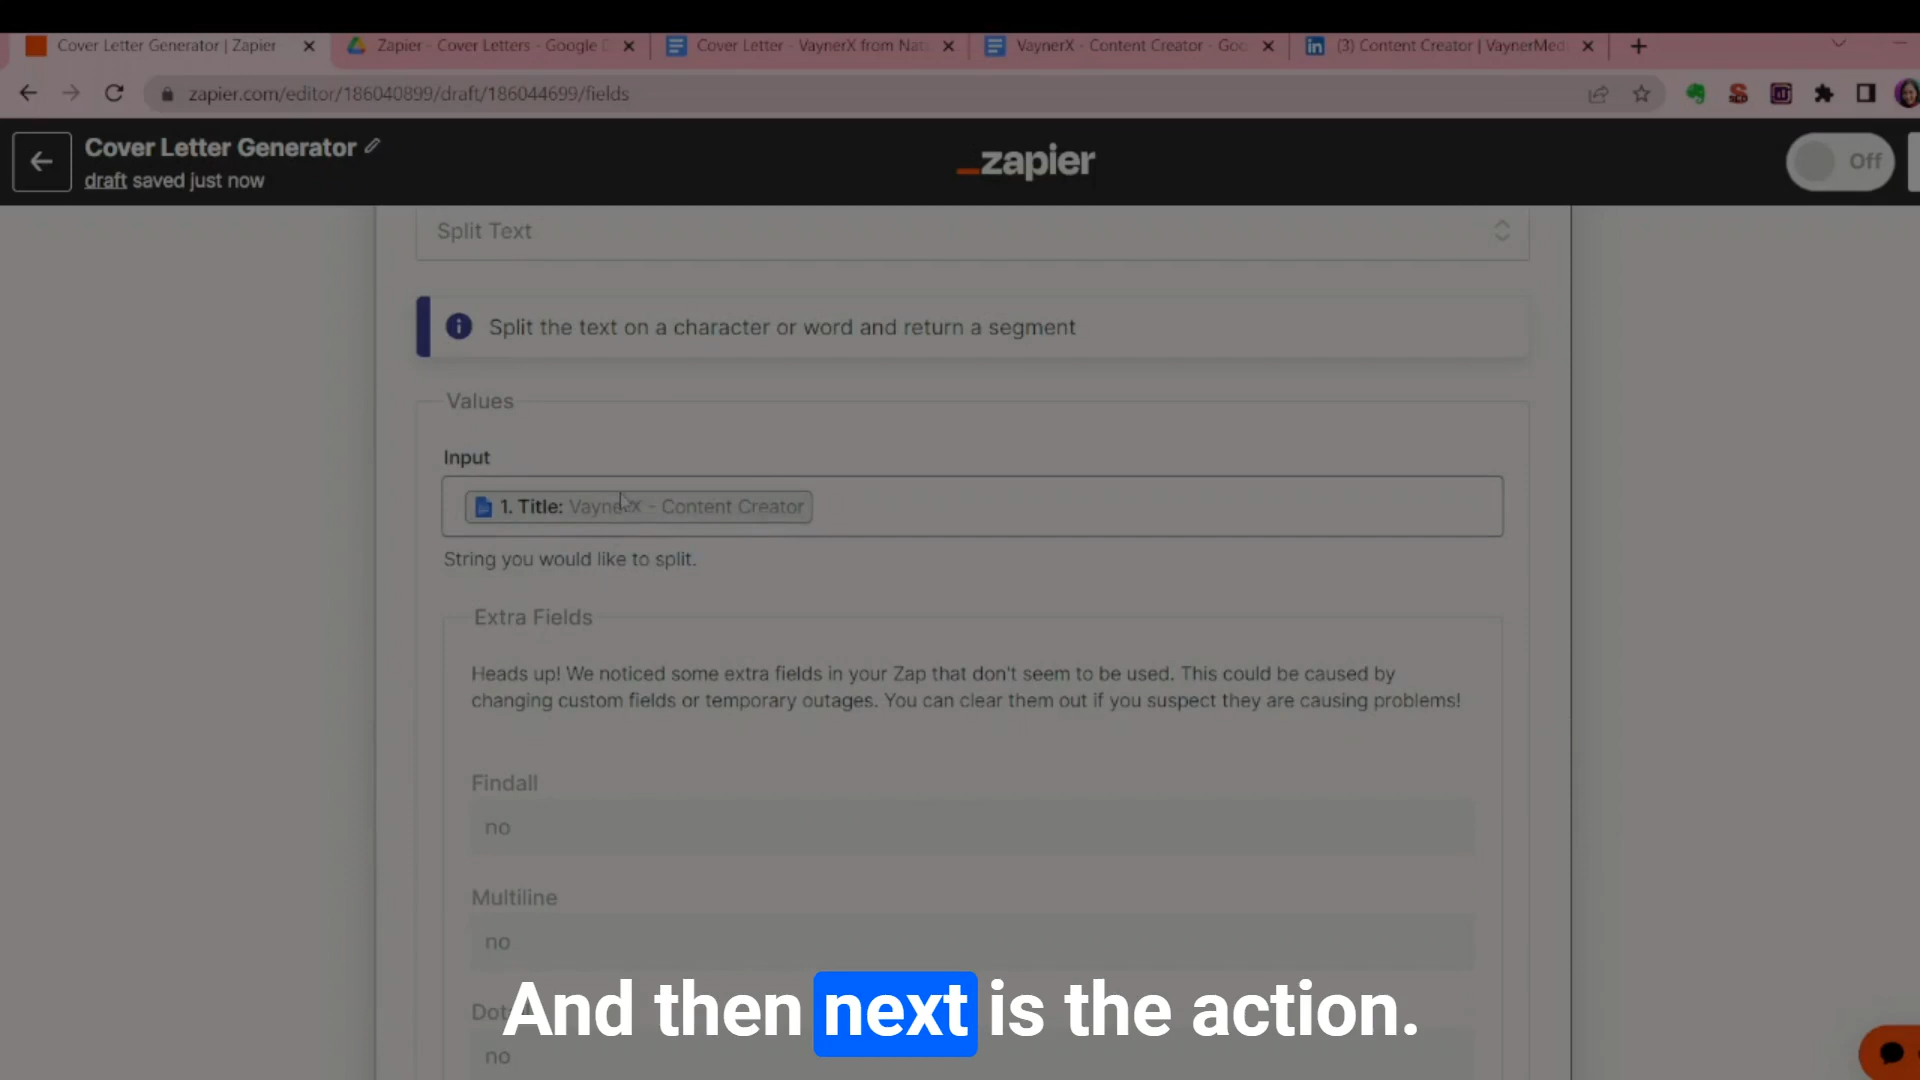 Cover Letter Generator | Zapier
Zapier - Cover Letters - Google
Cover Letter - VaynerX from Nat
VaynerX - Content Creator - Goo
(3) Content Creator | VaynerMed
zapier.com/editor/186040899/draft/186044699/fields
Cover Letter Generator
draft saved just now
zapier
Off
Split Text
Split the text on a character or word and return a segment
Values
Input
1. Title: VaynerX - Content Creator
String you would like to split.
Extra Fields
Heads up! We noticed some extra fields in your Zap that don't seem to be used. This could be caused by
changing custom fields or temporary outages. You can clear them out if you suspect they are causing problems!
Findall
no
Multiline
no
Dot
no
And then next is the action.